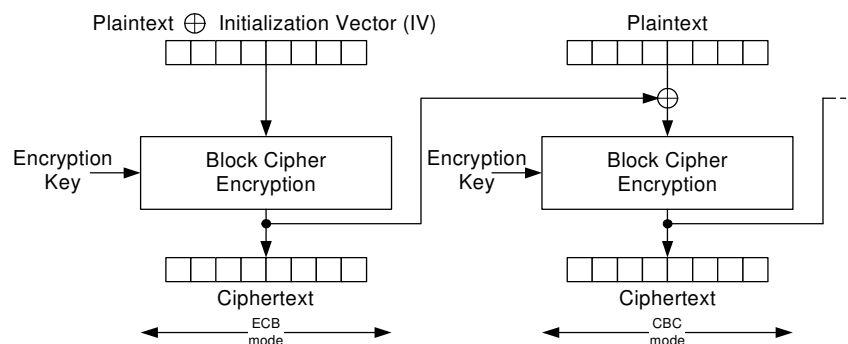 Plaintext ⊕ Initialization Vector (IV)
Plaintext
Encryption
Key
Block Cipher
Encryption
Encryption
Key
Block Cipher
Encryption
Ciphertext
Ciphertext
ECB
mode
CBC
mode